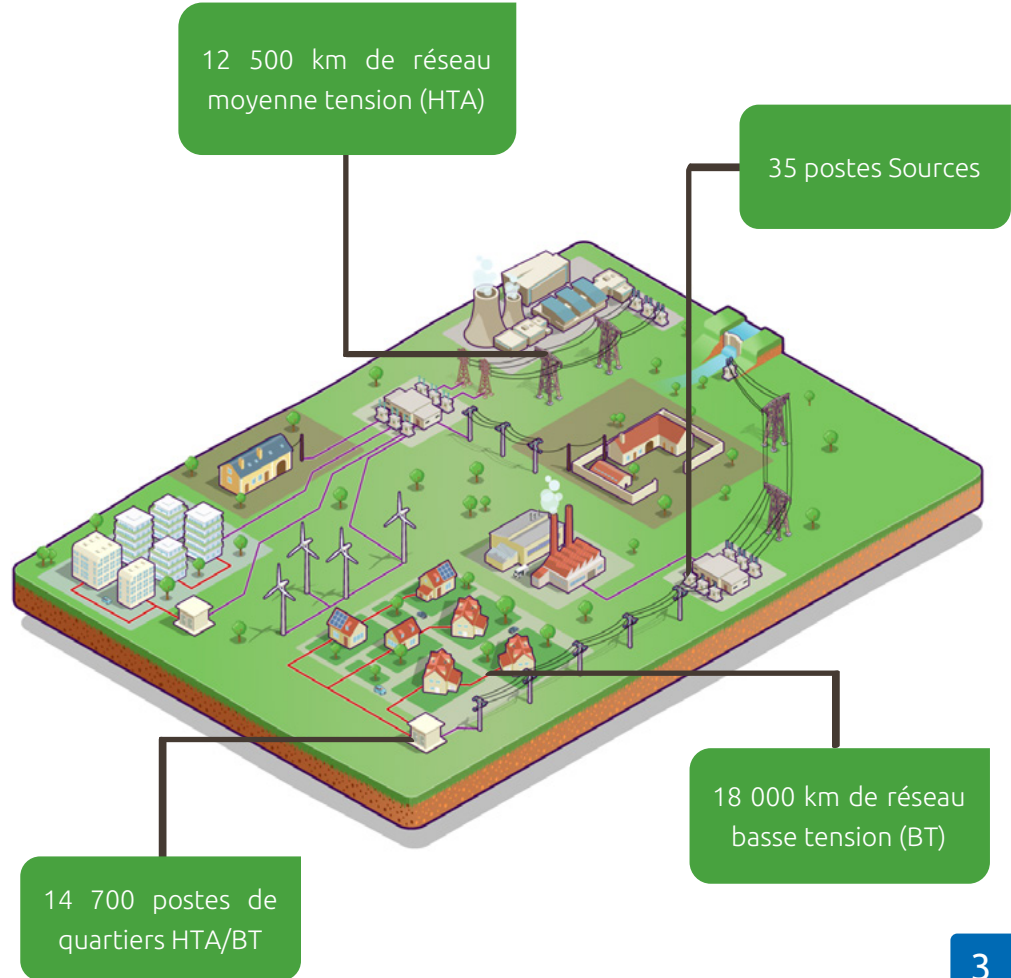 12 500 km de réseau
moyenne tension (HTA)
35 postes Sources
18 000 km de réseau
basse tension (BT)
14 700 postes de
quartiers HTA/BT
3